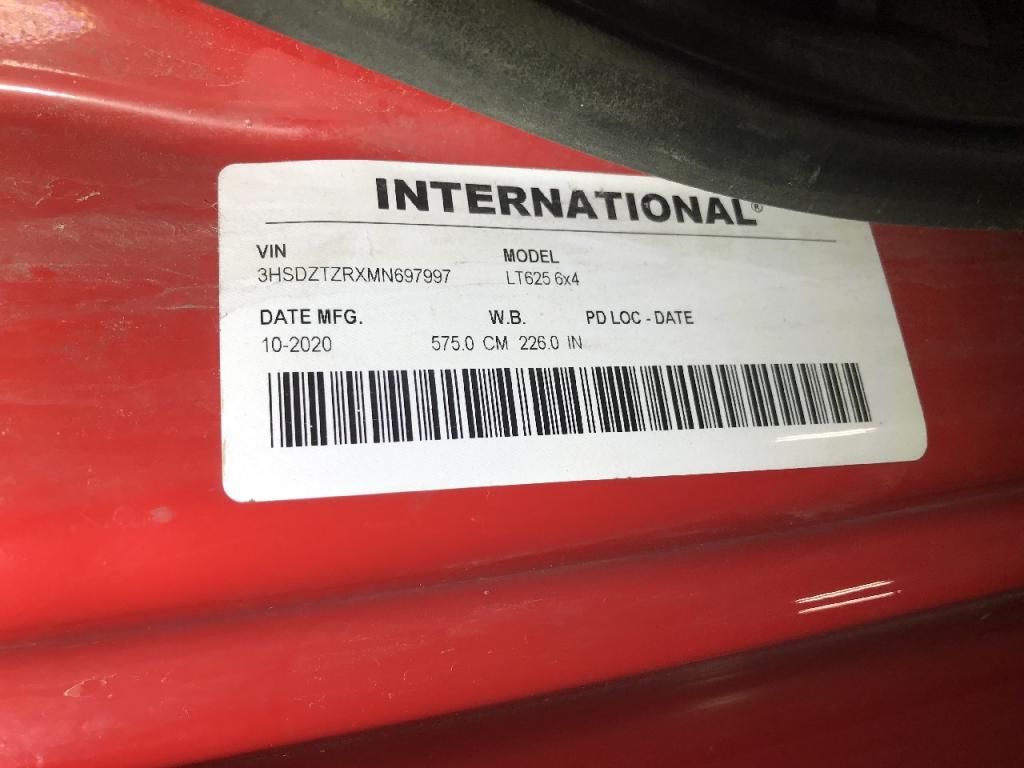 INTERNATIONAL®
VIN MODEL
3HSDZTZRXMN697997 LT625 6x4
DATE MFG. W.B. PD LOC - DATE
10-2020 575.0 CM 226.0 IN